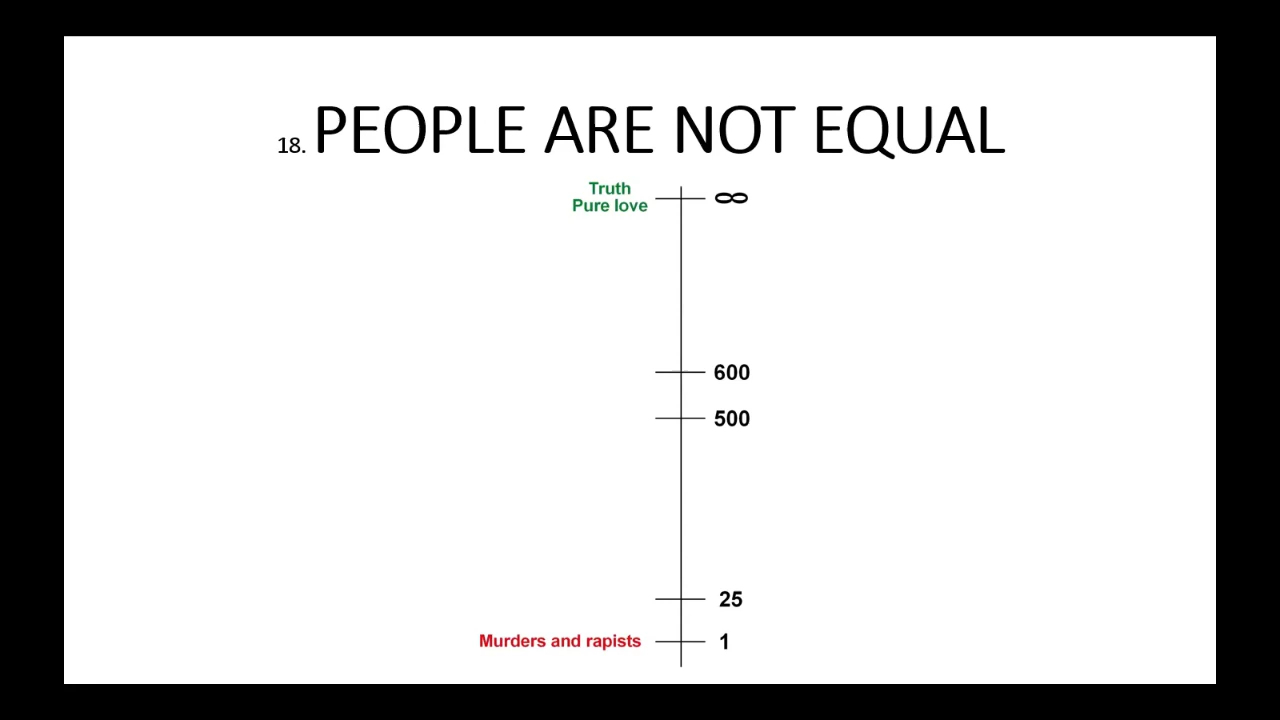 18. PEOPLE ARE NOT EQUAL
Truth
Pure love
∞
600
500
25
Murders and rapists
1